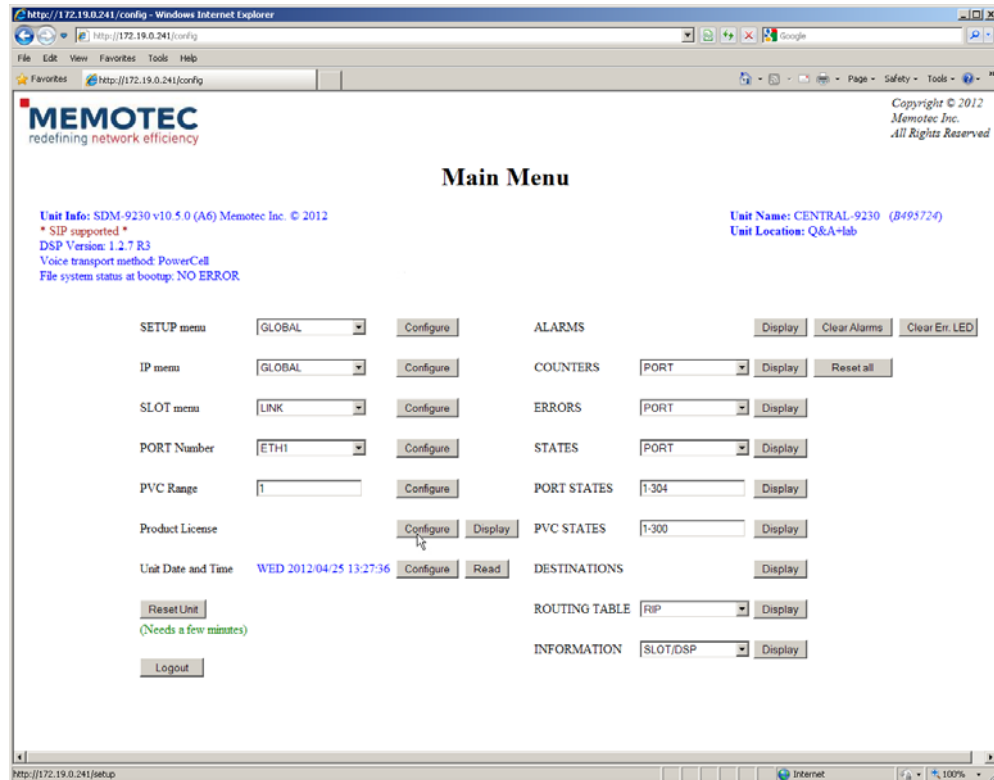 http://172.19.0.241/config - Windows Internet Explorer
http://172.19.0.241/config
Google
File Edit View Favorites Tools Help
Favorites http://172.19.0.241/config Page Safety Tools
MEMOTEC
redefining network efficiency
Copyright © 2012
Memotec Inc.
All Rights Reserved
Main Menu
Unit Info: SDM-9230 v10.5.0 (A6) Memotec Inc. © 2012
* SIP supported *
DSP Version: 1.2.7 R3
Voice transport method: PowerCell
File system status at bootup: NO ERROR
Unit Name: CENTRAL-9230 (B495724)
Unit Location: Q&A+lab
SETUP menu GLOBAL Configure ALARMS Display Clear Alarms Clear Err. LED
IP menu GLOBAL Configure COUNTERS PORT Display Reset all
SLOT menu LINK Configure ERRORS PORT Display
PORT Number ETH1 Configure STATES PORT Display
PVC Range 1 Configure PORT STATES 1-304 Display
Product License Configure Display PVC STATES 1-300 Display
Unit Date and Time WED 2012/04/25 13:27:36 Configure Read DESTINATIONS Display
Reset Unit ROUTING TABLE RIP Display
(Needs a few minutes)
INFORMATION SLOT/DSP Display
Logout
http://172.19.0.241/setup Internet 100%